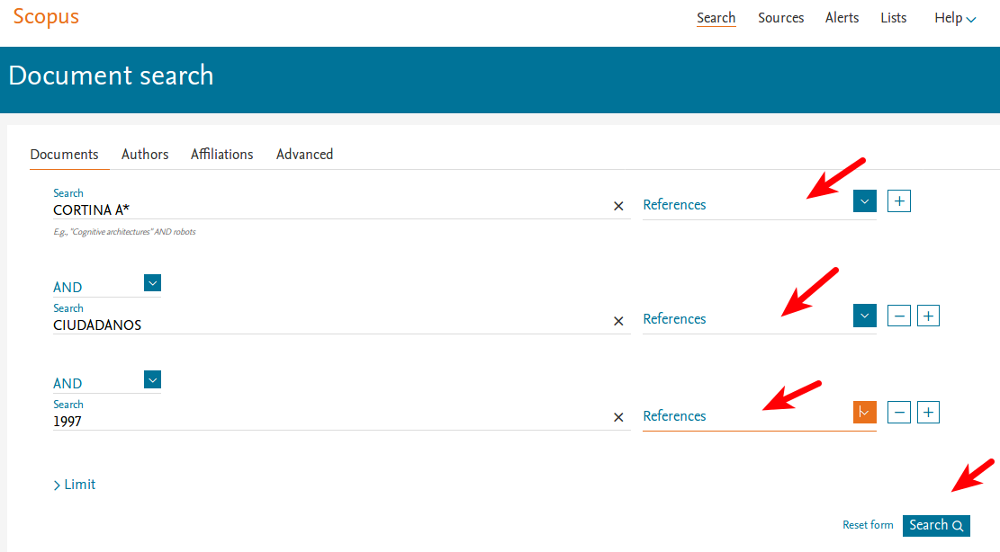 Scopus
Search Sources Alerts Lists Help
Document search
Documents Authors Affiliations Advanced
Search
CORTINA A*
References
E.g., "Cognitive architectures" AND robots
AND
Search
CIUDADANOS
References
AND
Search
1997
References
Limit
Reset form Search